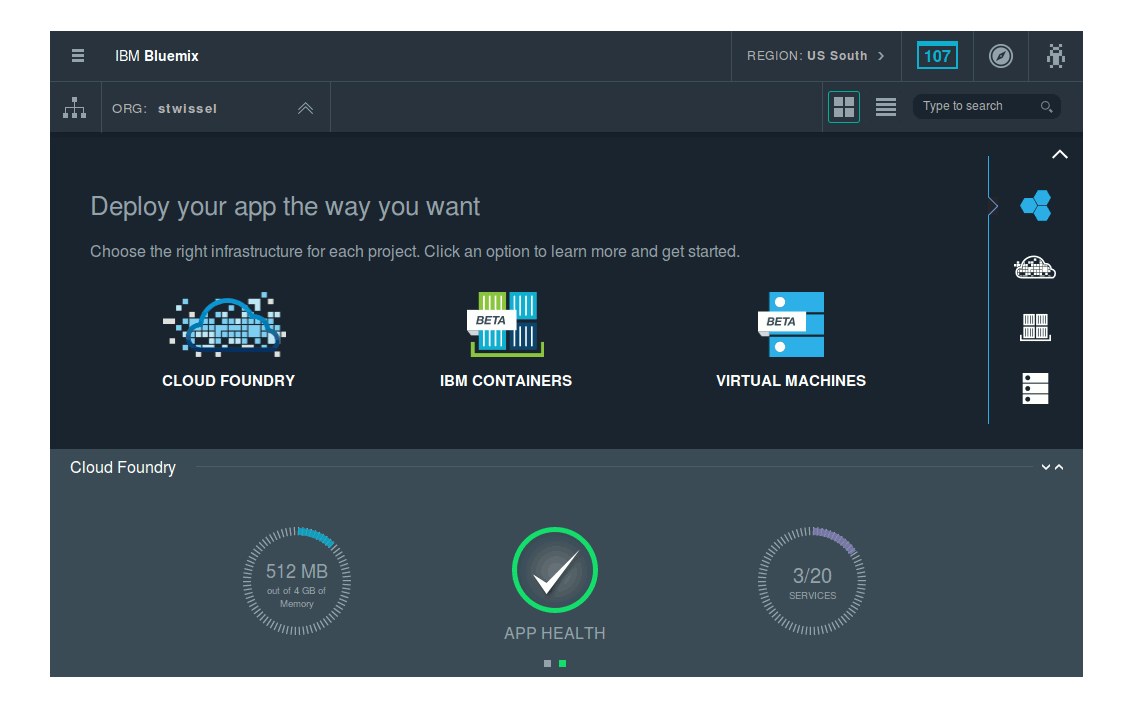 IBM Bluemix
REGION: US South
107
ORG: stwissel
Type to search
Deploy your app the way you want
Choose the right infrastructure for each project. Click an option to learn more and get started.
BETA
BETA
CLOUD FOUNDRY
IBM CONTAINERS
VIRTUAL MACHINES
Cloud Foundry
512 MB
out of 4 GB of
Memory
3/20
SERVICES
APP HEALTH